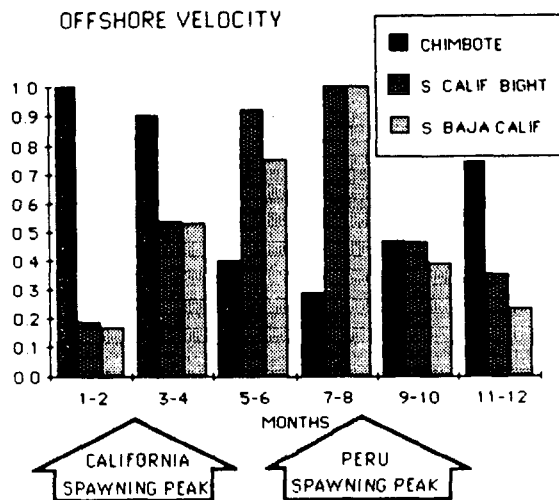 OFFSHORE VELOCITY
CHIMBOTE
S CALIF BIGHT
S BAJA CALIF
1.0
0.9
0.8
0.7
0.6
0.5
0.4
0.3
0.2
0.1
0.0
1-2 3-4 5-6 7-8 9-10 11-12
MONTHS
CALIFORNIA
SPAWNING PEAK
PERU
SPAWNING PEAK